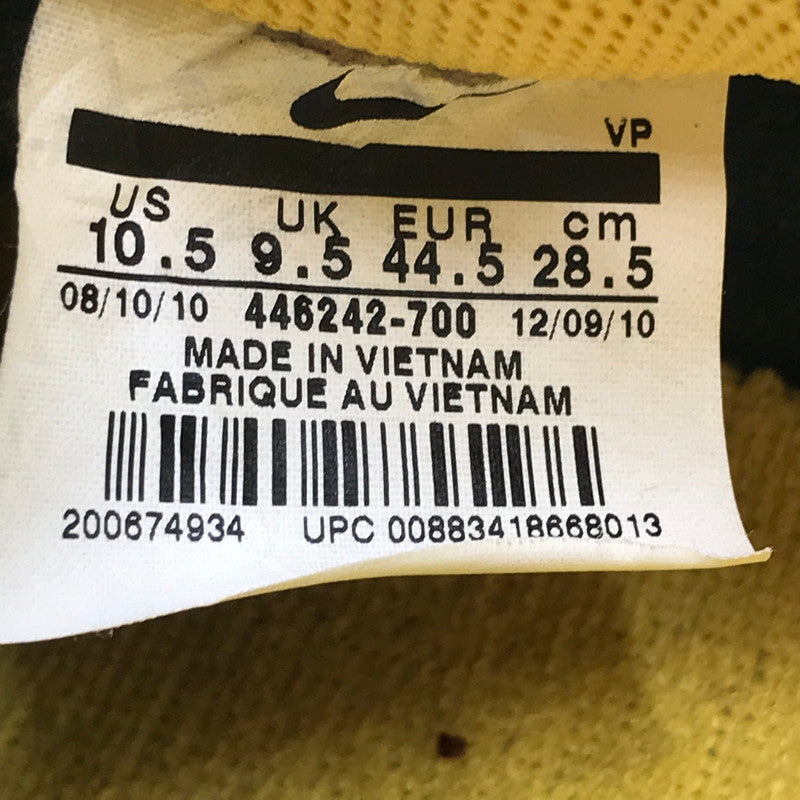 VP
US UK EUR cm
10.5 9.5 44.5 28.5
08/10/10 446242-700 12/09/10
MADE IN VIETNAM
FABRIQUE AU VIETNAM
200674934 UPC 00883418668013